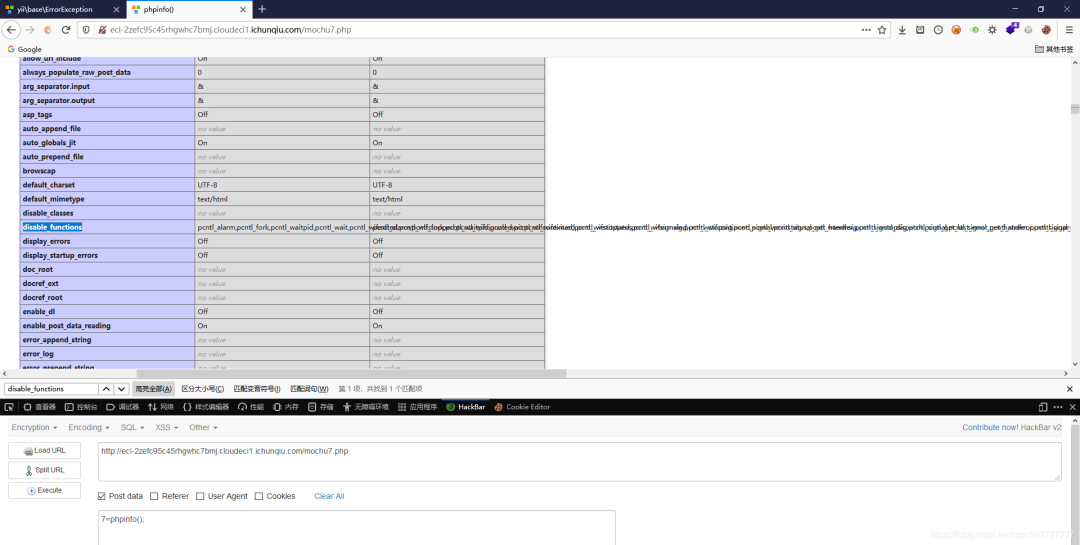 yii\base\ErrorException
phpinfo()
eci-2zefc95c45rhgwhc7bmj.cloudeci1.ichunqiu.com/mochu7.php
4
Google
其他书签
allow_url_include On On
always_populate_raw_post_data 0 0
arg_separator.input & &
arg_separator.output & &
asp_tags Off Off
auto_append_file no value no value
auto_globals_jit On On
auto_prepend_file no value no value
browscap no value no value
default_charset UTF-8 UTF-8
default_mimetype text/html text/html
disable_classes no value no value
disable_functions pcntl_alarm,pcntl_fork,pcntl_waitpid,pcntl_wait,pcntl_
display_errors Off Off
display_startup_errors Off Off
doc_root no value no value
docref_ext no value no value
docref_root no value no value
enable_dl Off Off
enable_post_data_reading On On
error_append_string no value no value
error_log no value no value
error_prepend_string no value no value
disable_functions 高亮全部(A) 区分大小写(C) 匹配变音符号(I) 匹配词句(W) 第 1 项，共找到 1 个匹配项
查看器 控制台 调试器 网络 样式编辑器 性能 内存 存储 无障碍环境 应用程序 HackBar Cookie Editor
Encryption Encoding SQL XSS Other Contribute now! HackBar v2
Load URL
http://eci-2zefc95c45rhgwhc7bmj.cloudeci1.ichunqiu.com/mochu7.php
Split URL
Execute
Post data Referer User Agent Cookies Clear All
7=phpinfo();